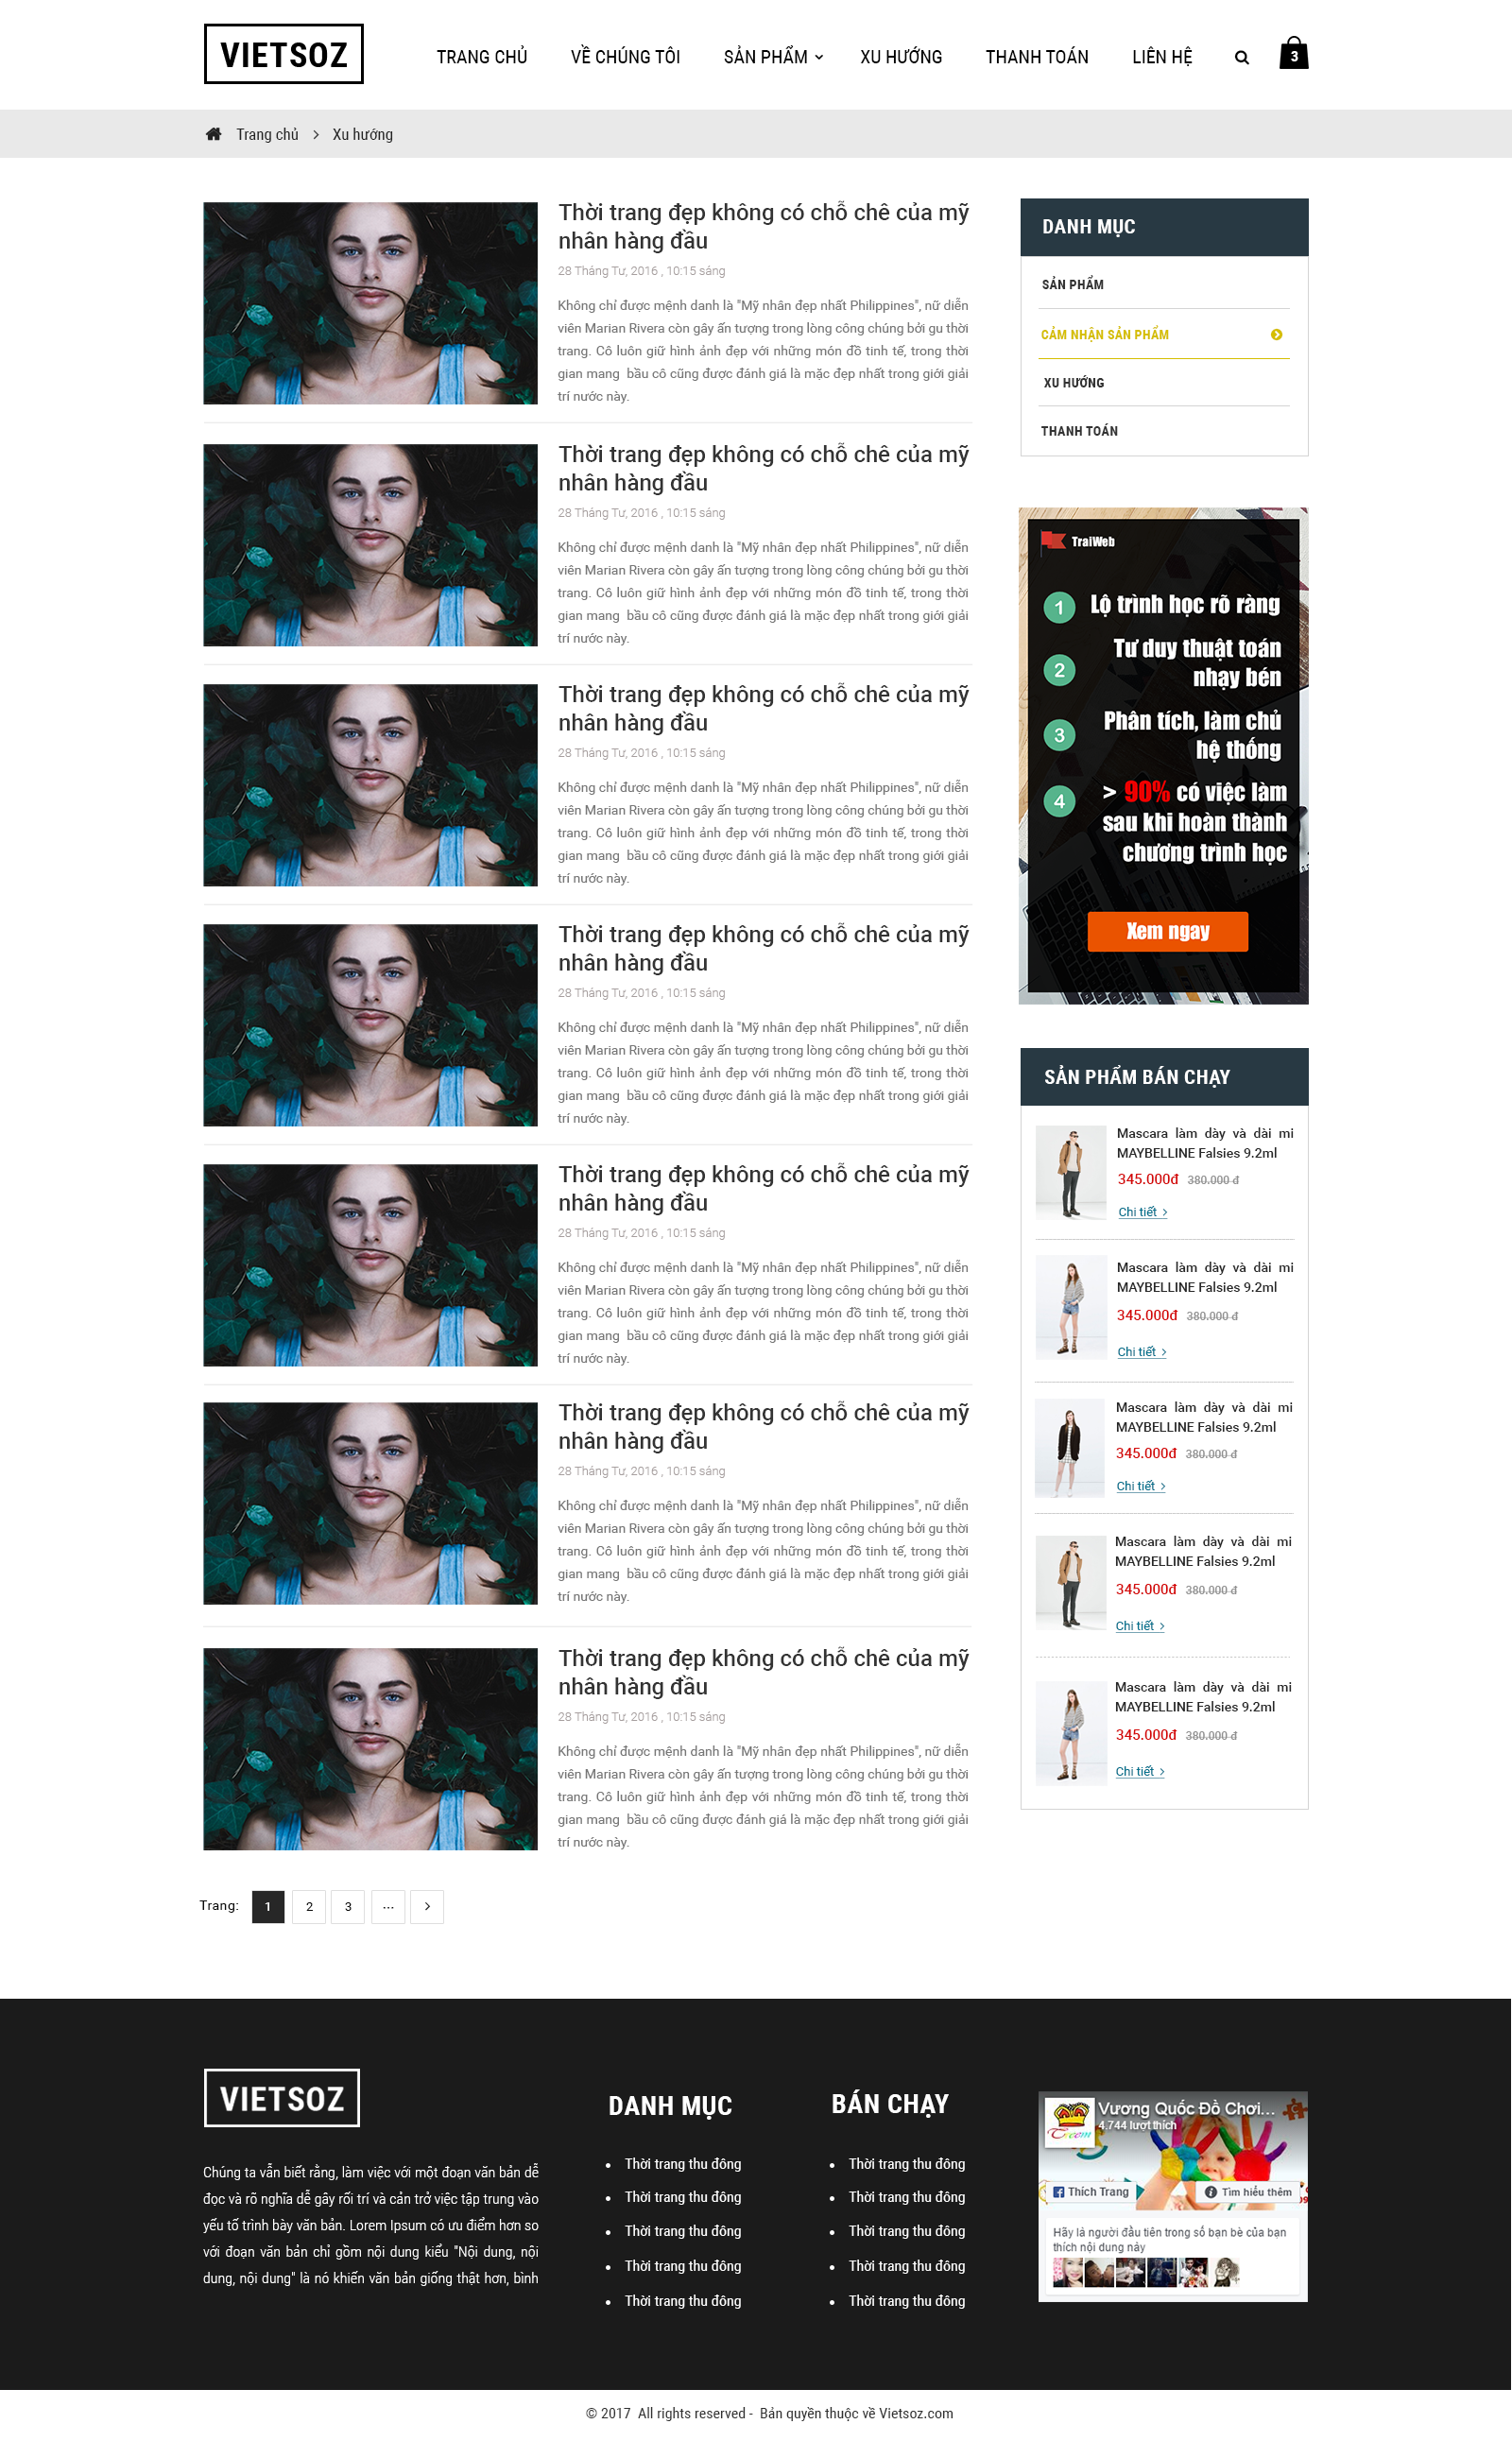 VIETSOZ
TRANG CHỦ VỀ CHÚNG TÔI SẢN PHẨM XU HƯỚNG THANH TOÁN LIÊN HỆ 3
Trang chủ > Xu hướng
Thời trang đẹp không có chỗ chê của mỹ
nhân hàng đầu
28 Tháng Tư, 2016 , 10:15 sáng
Không chỉ được mệnh danh là "Mỹ nhân đẹp nhất Philippines", nữ diễn
viên Marian Rivera còn gây ấn tượng trong lòng công chúng bởi gu thời
trang. Cô luôn giữ hình ảnh đẹp với những món đồ tinh tế, trong thời
gian mang bầu cô cũng được đánh giá là mặc đẹp nhất trong giới giải
trí nước này.
Thời trang đẹp không có chỗ chê của mỹ
nhân hàng đầu
28 Tháng Tư, 2016 , 10:15 sáng
Không chỉ được mệnh danh là "Mỹ nhân đẹp nhất Philippines", nữ diễn
viên Marian Rivera còn gây ấn tượng trong lòng công chúng bởi gu thời
trang. Cô luôn giữ hình ảnh đẹp với những món đồ tinh tế, trong thời
gian mang bầu cô cũng được đánh giá là mặc đẹp nhất trong giới giải
trí nước này.
Thời trang đẹp không có chỗ chê của mỹ
nhân hàng đầu
28 Tháng Tư, 2016 , 10:15 sáng
Không chỉ được mệnh danh là "Mỹ nhân đẹp nhất Philippines", nữ diễn
viên Marian Rivera còn gây ấn tượng trong lòng công chúng bởi gu thời
trang. Cô luôn giữ hình ảnh đẹp với những món đồ tinh tế, trong thời
gian mang bầu cô cũng được đánh giá là mặc đẹp nhất trong giới giải
trí nước này.
Thời trang đẹp không có chỗ chê của mỹ
nhân hàng đầu
28 Tháng Tư, 2016 , 10:15 sáng
Không chỉ được mệnh danh là "Mỹ nhân đẹp nhất Philippines", nữ diễn
viên Marian Rivera còn gây ấn tượng trong lòng công chúng bởi gu thời
trang. Cô luôn giữ hình ảnh đẹp với những món đồ tinh tế, trong thời
gian mang bầu cô cũng được đánh giá là mặc đẹp nhất trong giới giải
trí nước này.
Thời trang đẹp không có chỗ chê của mỹ
nhân hàng đầu
28 Tháng Tư, 2016 , 10:15 sáng
Không chỉ được mệnh danh là "Mỹ nhân đẹp nhất Philippines", nữ diễn
viên Marian Rivera còn gây ấn tượng trong lòng công chúng bởi gu thời
trang. Cô luôn giữ hình ảnh đẹp với những món đồ tinh tế, trong thời
gian mang bầu cô cũng được đánh giá là mặc đẹp nhất trong giới giải
trí nước này.
Thời trang đẹp không có chỗ chê của mỹ
nhân hàng đầu
28 Tháng Tư, 2016 , 10:15 sáng
Không chỉ được mệnh danh là "Mỹ nhân đẹp nhất Philippines", nữ diễn
viên Marian Rivera còn gây ấn tượng trong lòng công chúng bởi gu thời
trang. Cô luôn giữ hình ảnh đẹp với những món đồ tinh tế, trong thời
gian mang bầu cô cũng được đánh giá là mặc đẹp nhất trong giới giải
trí nước này.
Thời trang đẹp không có chỗ chê của mỹ
nhân hàng đầu
28 Tháng Tư, 2016 , 10:15 sáng
Không chỉ được mệnh danh là "Mỹ nhân đẹp nhất Philippines", nữ diễn
viên Marian Rivera còn gây ấn tượng trong lòng công chúng bởi gu thời
trang. Cô luôn giữ hình ảnh đẹp với những món đồ tinh tế, trong thời
gian mang bầu cô cũng được đánh giá là mặc đẹp nhất trong giới giải
trí nước này.
Trang: 1 2 3 ... >
DANH MỤC
SẢN PHẨM
CẢM NHẬN SẢN PHẨM
XU HƯỚNG
THANH TOÁN
TraiWeb
1 Lộ trình học rõ ràng
2 Tư duy thuật toán
nhạy bén
3 Phân tích, làm chủ
hệ thống
4 > 90% có việc làm
sau khi hoàn thành
chương trình học
Xem ngay
SẢN PHẨM BÁN CHẠY
Mascara làm dày và dài mi
MAYBELLINE Falsies 9.2ml
345.000đ 380.000 đ
Chi tiết >
Mascara làm dày và dài mi
MAYBELLINE Falsies 9.2ml
345.000đ 380.000 đ
Chi tiết >
Mascara làm dày và dài mi
MAYBELLINE Falsies 9.2ml
345.000đ 380.000 đ
Chi tiết >
Mascara làm dày và dài mi
MAYBELLINE Falsies 9.2ml
345.000đ 380.000 đ
Chi tiết >
Mascara làm dày và dài mi
MAYBELLINE Falsies 9.2ml
345.000đ 380.000 đ
Chi tiết >
VIETSOZ
Chúng ta vẫn biết rằng, làm việc với một đoạn văn bản dễ
đọc và rõ nghĩa dễ gây rối trí và cản trở việc tập trung vào
yếu tố trình bày văn bản. Lorem Ipsum có ưu điểm hơn so
với đoạn văn bản chỉ gồm nội dung kiểu "Nội dung, nội
dung, nội dung" là nó khiến văn bản giống thật hơn, bình
DANH MỤC
• Thời trang thu đông
• Thời trang thu đông
• Thời trang thu đông
• Thời trang thu đông
• Thời trang thu đông
BÁN CHẠY
• Thời trang thu đông
• Thời trang thu đông
• Thời trang thu đông
• Thời trang thu đông
• Thời trang thu đông
Vương Quốc Đồ Chơi...
4.744 lượt thích
Thích Trang Tìm hiểu thêm
Hãy là người đầu tiên trong số bạn bè của bạn
thích nội dung này
© 2017 All rights reserved - Bản quyền thuộc về Vietsoz.com